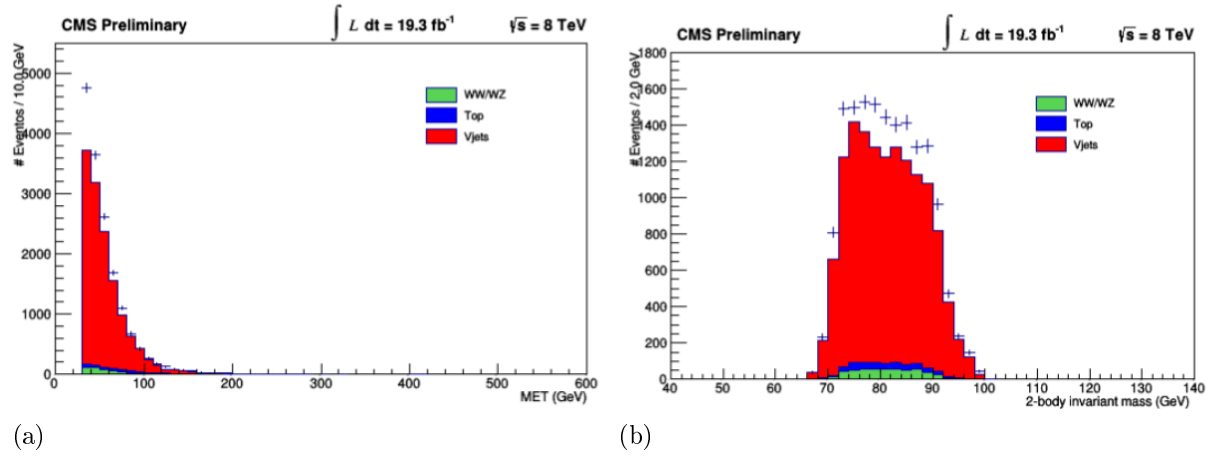 CMS Preliminary
∫ L dt = 19.3 fb⁻¹
√s = 8 TeV
# Eventos / 10.0 GeV
5000
4000
3000
2000
1000
0
WW/WZ
Top
Vjets
0 100 200 300 400 500 600
MET (GeV)
(a)
CMS Preliminary
∫ L dt = 19.3 fb⁻¹
√s = 8 TeV
# Eventos / 2.0 GeV
1800
1600
1400
1200
1000
800
600
400
200
0
WW/WZ
Top
Vjets
40 50 60 70 80 90 100 110 120 130 140
2-body invariant mass (GeV)
(b)